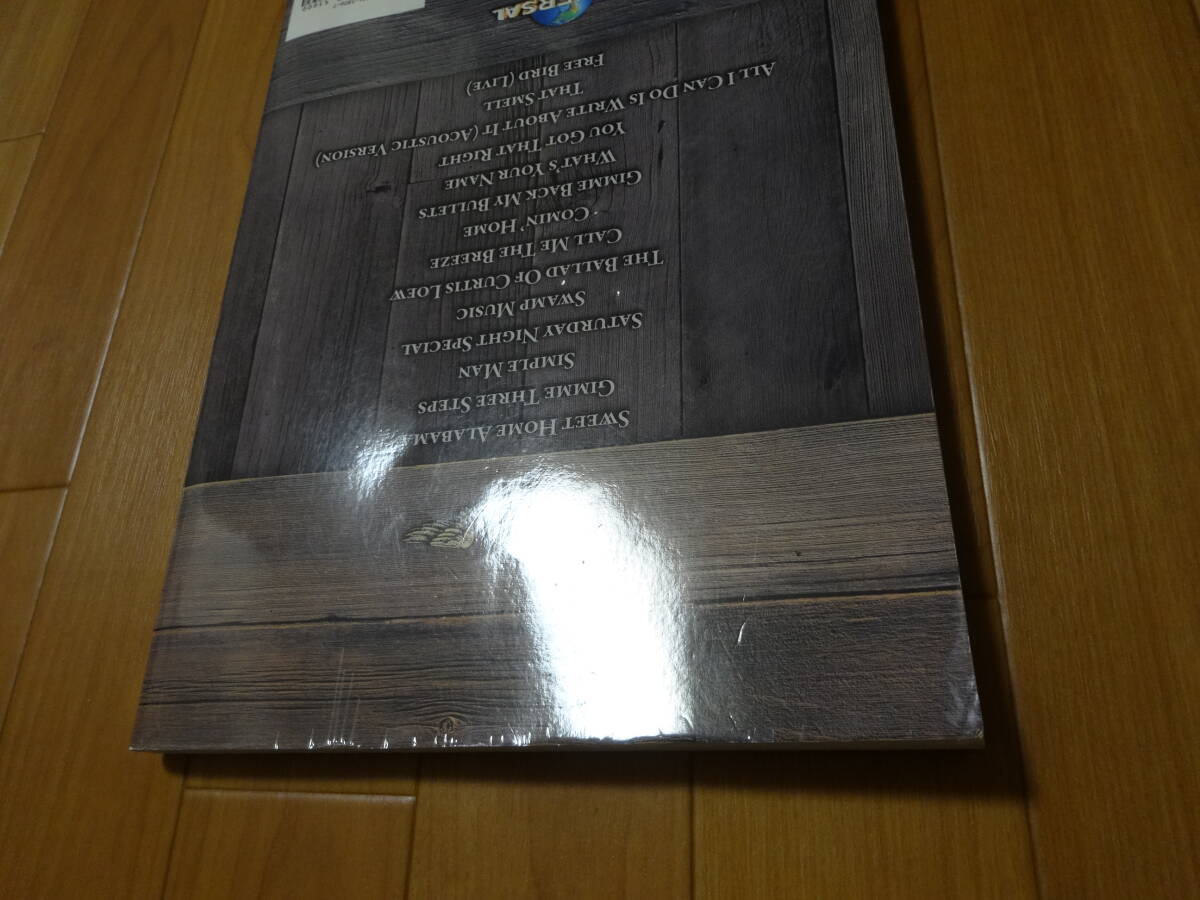 SWEET HOME ALABAMA
GIMME THREE STEPS
SIMPLE MAN
SATURDAY NIGHT SPECIAL
SWAMP MUSIC
THE BALLAD OF CURTIS LOEW
CALL ME THE BREEZE
COMIN' HOME
GIMME BACK MY BULLETS
WHAT'S YOUR NAME
YOU GOT THAT RIGHT
ALL I CAN DO IS WRITE ABOUT IT (ACOUSTIC VERSION)
THAT SMELL
FREE BIRD (LIVE)